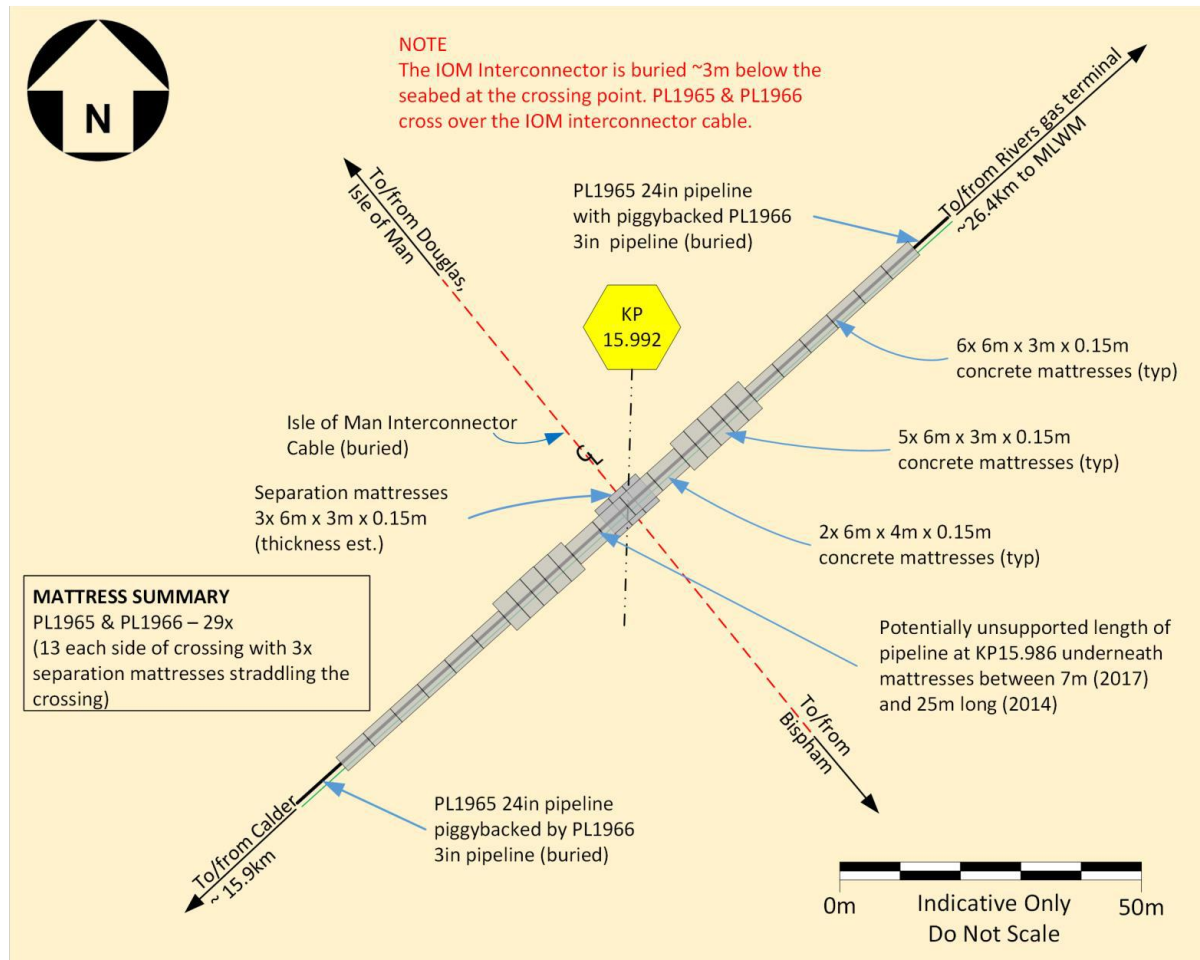 N
NOTE
The IOM Interconnector is buried ~3m below the
seabed at the crossing point. PL1965 & PL1966
cross over the IOM interconnector cable.
To/from Rivers gas terminal
~26.4Km to MLWM
To/from Douglas,
Isle of Man
PL1965 24in pipeline
with piggybacked PL1966
3in pipeline (buried)
KP
15.992
6x 6m x 3m x 0.15m
concrete mattresses (typ)
Isle of Man Interconnector
Cable (buried)
5x 6m x 3m x 0.15m
concrete mattresses (typ)
Separation mattresses
3x 6m x 3m x 0.15m
(thickness est.)
2x 6m x 4m x 0.15m
concrete mattresses (typ)
MATTRESS SUMMARY
PL1965 & PL1966 – 29x
(13 each side of crossing with 3x
separation mattresses straddling the
crossing)
Potentially unsupported length of
pipeline at KP15.986 underneath
mattresses between 7m (2017)
and 25m long (2014)
To/from
Bispham
To/from Calder
~ 15.9km
PL1965 24in pipeline
piggybacked by PL1966
3in pipeline (buried)
0m
50m
Indicative Only
Do Not Scale